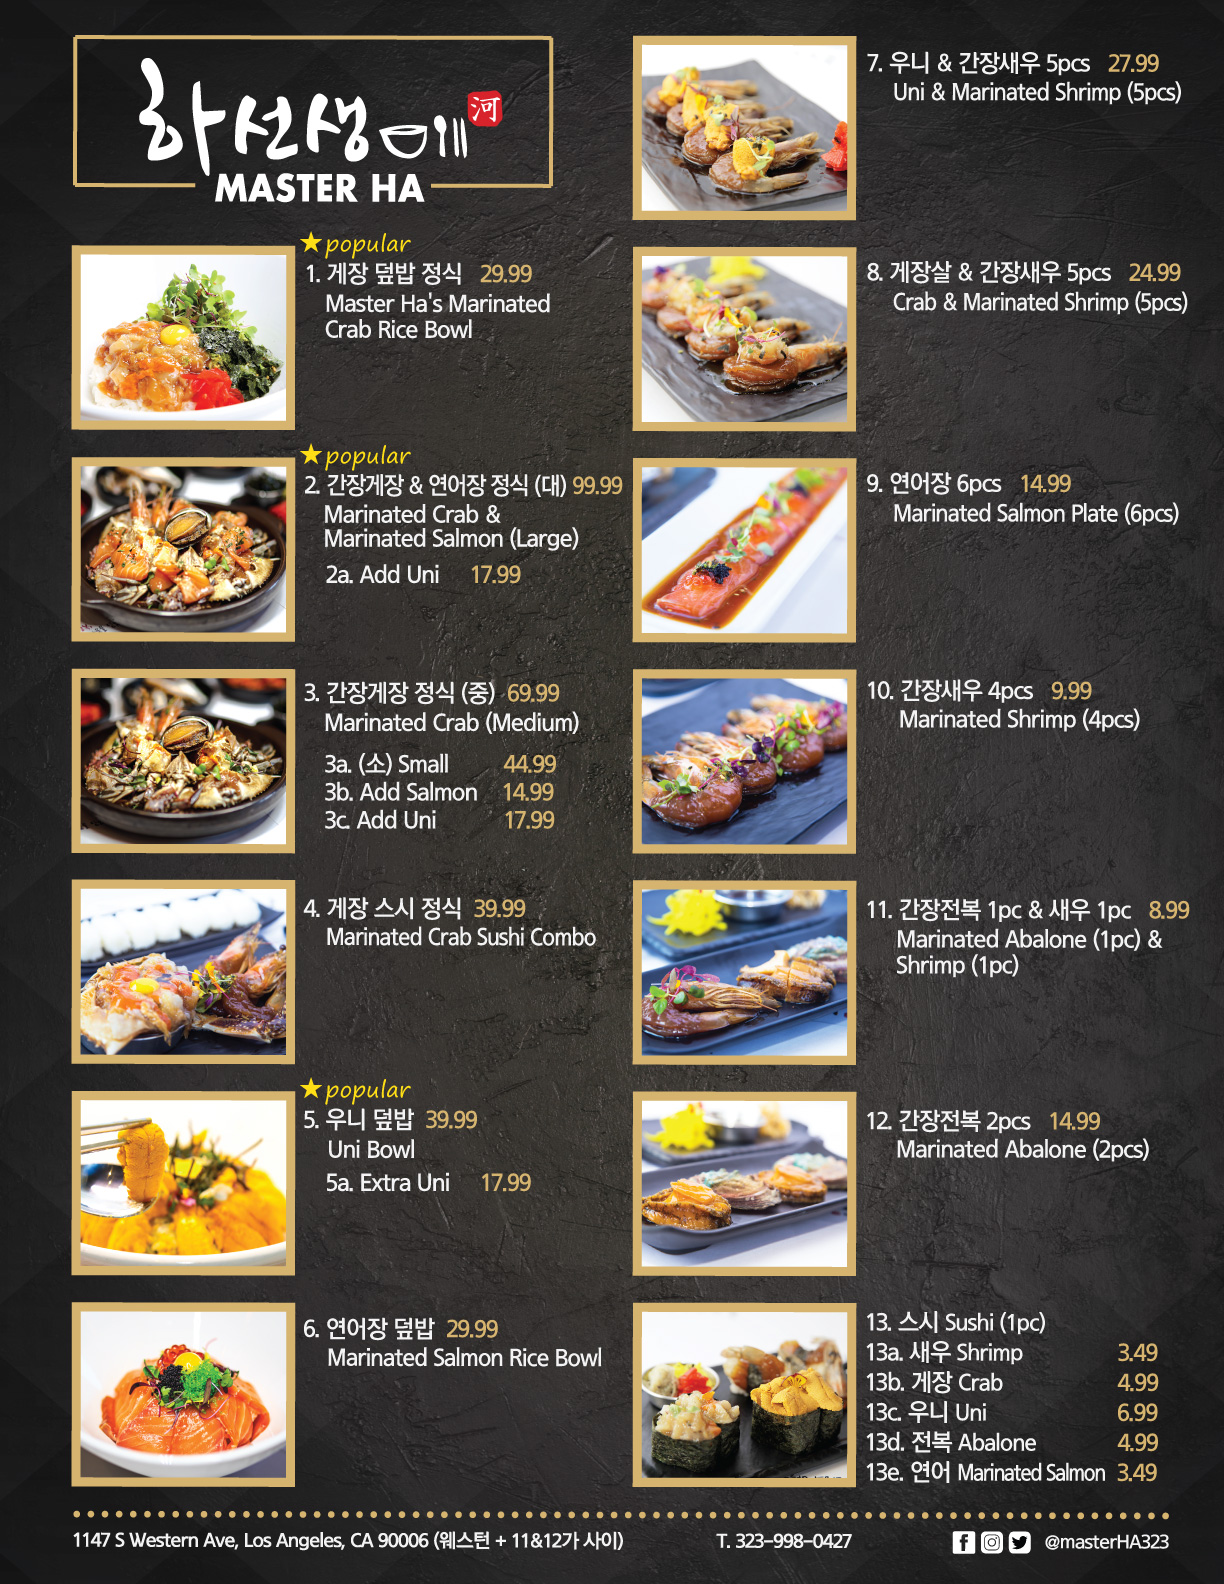 하선생
河
MASTER HA
★popular
1. 게장 덮밥 정식 29.99
Master Ha's Marinated
Crab Rice Bowl
★popular
2. 간장게장 & 연어장 정식 (대) 99.99
Marinated Crab &
Marinated Salmon (Large)
2a. Add Uni 17.99
3. 간장게장 정식 (중) 69.99
Marinated Crab (Medium)
3a. (소) Small 44.99
3b. Add Salmon 14.99
3c. Add Uni 17.99
4. 게장 스시 정식 39.99
Marinated Crab Sushi Combo
★popular
5. 우니 덮밥 39.99
Uni Bowl
5a. Extra Uni 17.99
6. 연어장 덮밥 29.99
Marinated Salmon Rice Bowl
7. 우니 & 간장새우 5pcs 27.99
Uni & Marinated Shrimp (5pcs)
8. 게장살 & 간장새우 5pcs 24.99
Crab & Marinated Shrimp (5pcs)
9. 연어장 6pcs 14.99
Marinated Salmon Plate (6pcs)
10. 간장새우 4pcs 9.99
Marinated Shrimp (4pcs)
11. 간장전복 1pc & 새우 1pc 8.99
Marinated Abalone (1pc) &
Shrimp (1pc)
12. 간장전복 2pcs 14.99
Marinated Abalone (2pcs)
13. 스시 Sushi (1pc)
13a. 새우 Shrimp 3.49
13b. 게장 Crab 4.99
13c. 우니 Uni 6.99
13d. 전복 Abalone 4.99
13e. 연어 Marinated Salmon 3.49
1147 S Western Ave, Los Angeles, CA 90006 (웨스턴 + 11&12가 사이) T. 323-998-0427 @masterHA323